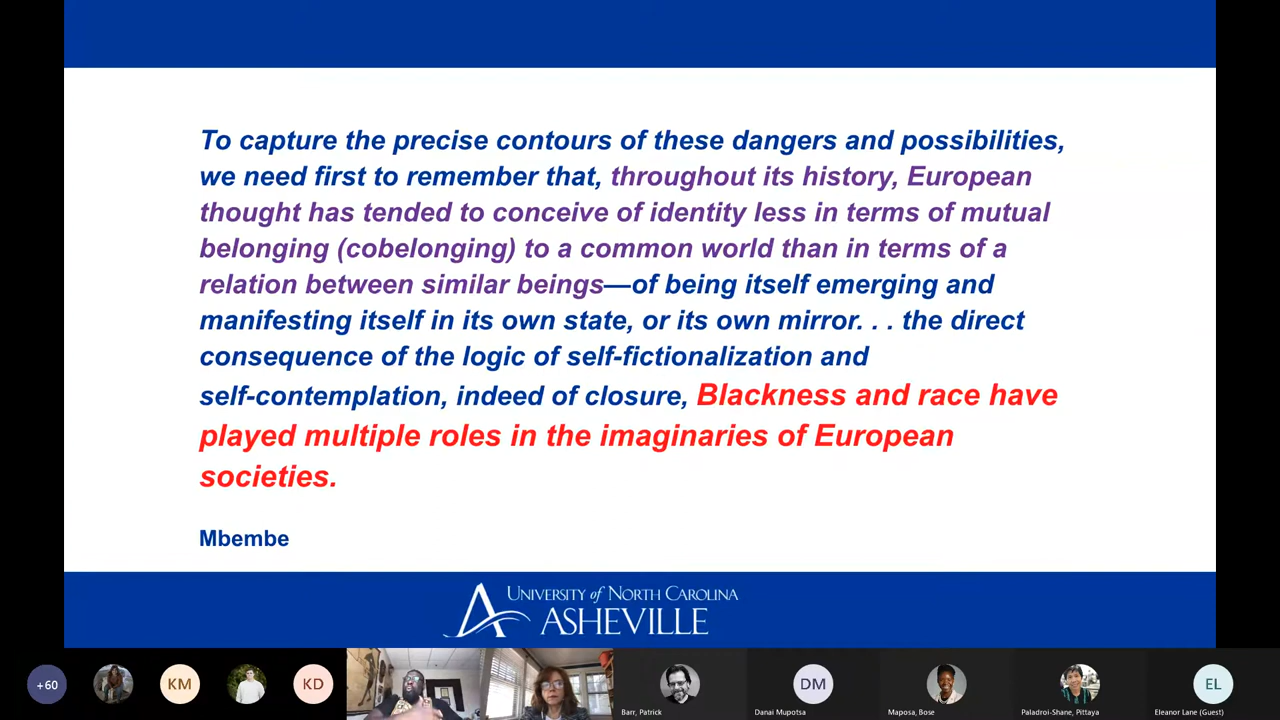 To capture the precise contours of these dangers and possibilities,
we need first to remember that, throughout its history, European
thought has tended to conceive of identity less in terms of mutual
belonging (cobelonging) to a common world than in terms of a
relation between similar beings—of being itself emerging and
manifesting itself in its own state, or its own mirror. . . the direct
consequence of the logic of self-fictionalization and
self-contemplation, indeed of closure, Blackness and race have
played multiple roles in the imaginaries of European
societies.
Mbembe
UNIVERSITY of NORTH CAROLINA
ASHEVILLE
+60
KM
KD
DM
EL
Barr, Patrick
Danai Mupotsa
Maposa, Bose
Paladroi-Shane, Pittaya
Eleanor Lane (Guest)